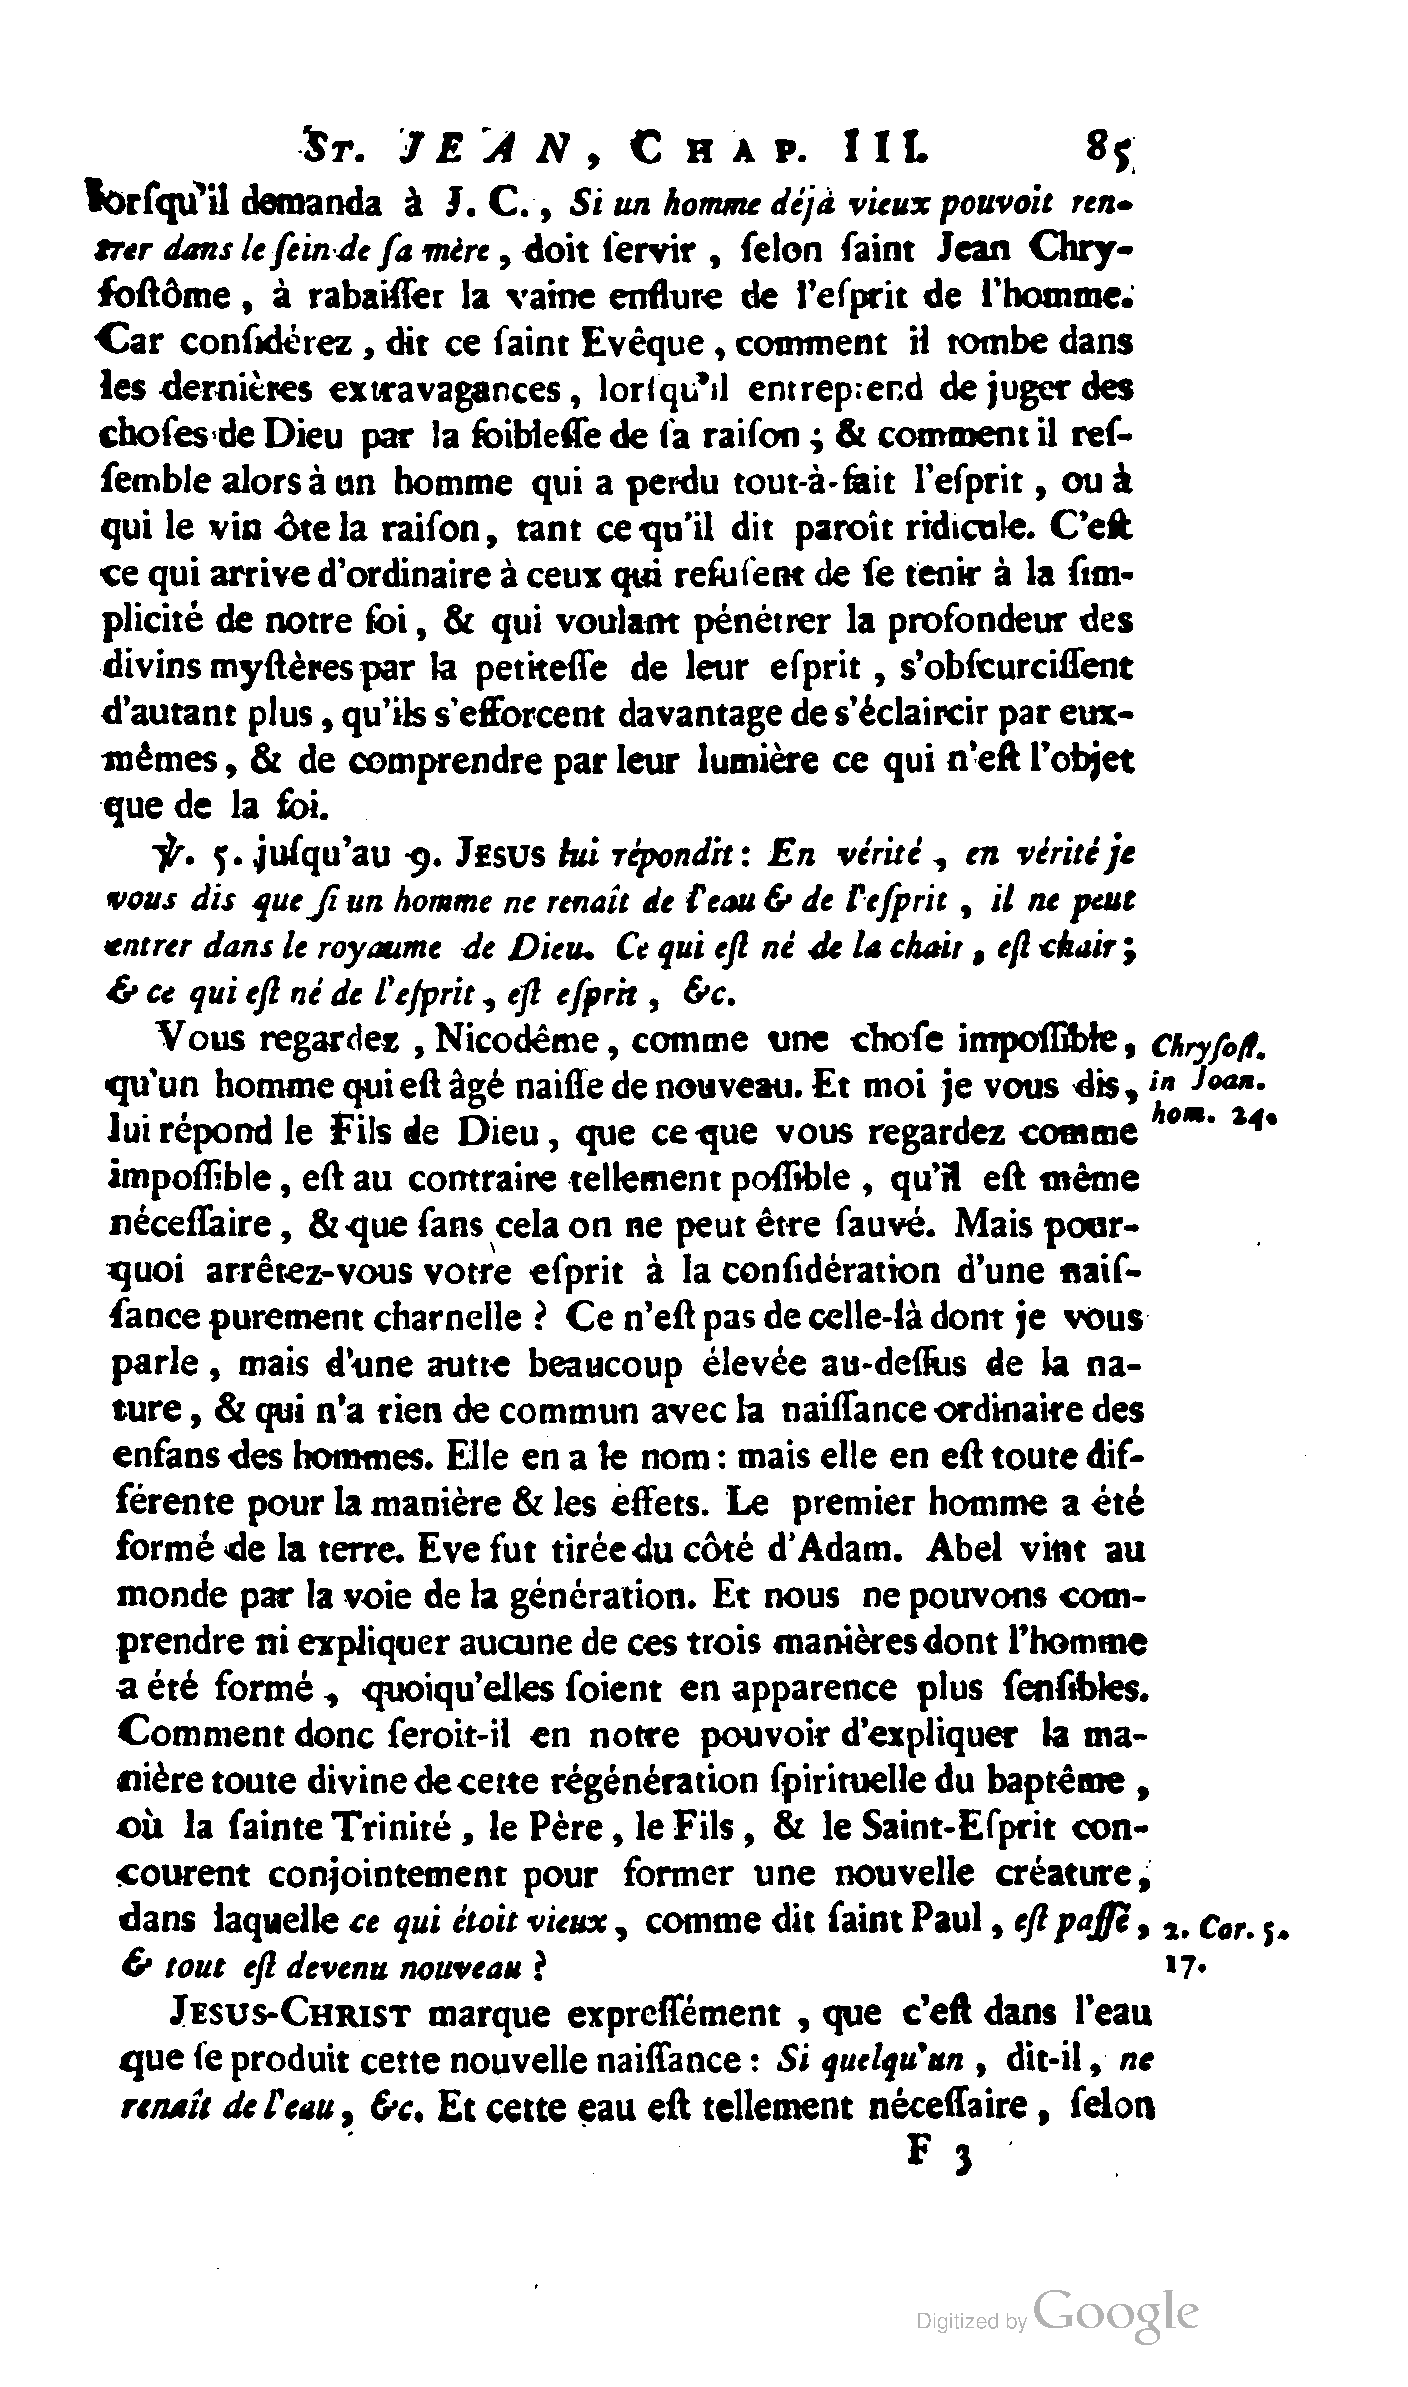 ST. JEAN, CHAP. III. 85
lorſqu'il demanda à J. C., Si un homme déjà vieux pouvoit ren-
trer dans le ſein de ſa mère, doit ſervir, ſelon ſaint Jean Chry-
ſoſtôme, à rabaiſſer la vaine enflure de l'eſprit de l'homme.
Car conſidérez, dit ce ſaint Evêque, comment il tombe dans
les dernières extravagances, lorſqu'il entreprend de juger des
choſes de Dieu par la foibleſſe de ſa raiſon; & comment il reſ-
ſemble alors à un homme qui a perdu tout-à-fait l'eſprit, ou à
qui le vin ôte la raiſon, tant ce qu'il dit paroît ridicule. C'eſt
ce qui arrive d'ordinaire à ceux qui refuſent de ſe tenir à la ſim-
plicité de notre foi, & qui voulant pénétrer la profondeur des
divins myſtères par la petiteſſe de leur eſprit, s'obſcurciſſent
d'autant plus, qu'ils s'efforcent davantage de s'éclaircir par eux-
mêmes, & de comprendre par leur lumière ce qui n'eſt l'objet
que de la foi.
℣. 5. juſqu'au 9. JESUS lui répondit: En vérité, en vérité je
vous dis que ſi un homme ne renaît de l'eau & de l'eſprit, il ne peut
entrer dans le royaume de Dieu. Ce qui eſt né de la chair, eſt chair;
& ce qui eſt né de l'eſprit, eſt eſprit, &c.
Vous regardez, Nicodême, comme une choſe impoſſible, Chryſoſt.
qu'un homme qui eſt âgé naiſſe de nouveau. Et moi je vous dis, in Joan.
lui répond le Fils de Dieu, que ce que vous regardez comme hom. 24.
impoſſible, eſt au contraire tellement poſſible, qu'il eſt même
néceſſaire, & que ſans cela on ne peut être ſauvé. Mais pour-
quoi arrêtez-vous votre eſprit à la conſidération d'une naiſ-
ſance purement charnelle? Ce n'eſt pas de celle-là dont je vous
parle, mais d'une autre beaucoup élevée au-deſſus de la na-
ture, & qui n'a rien de commun avec la naiſſance ordinaire des
enfans des hommes. Elle en a le nom: mais elle en eſt toute dif-
férente pour la manière & les effets. Le premier homme a été
formé de la terre. Eve fut tirée du côté d'Adam. Abel vint au
monde par la voie de la génération. Et nous ne pouvons com-
prendre ni expliquer aucune de ces trois manières dont l'homme
a été formé, quoiqu'elles ſoient en apparence plus ſenſibles.
Comment donc ſeroit-il en notre pouvoir d'expliquer la ma-
nière toute divine de cette régénération ſpirituelle du baptême,
où la ſainte Trinité, le Père, le Fils, & le Saint-Eſprit con-
courent conjointement pour former une nouvelle créature,
dans laquelle ce qui étoit vieux, comme dit ſaint Paul, eſt paſſé, 2. Cor. 5.
& tout eſt devenu nouveau? 17.
JESUS-CHRIST marque expreſſément, que c'eſt dans l'eau
que ſe produit cette nouvelle naiſſance: Si quelqu'un, dit-il, ne
renaît de l'eau, &c. Et cette eau eſt tellement néceſſaire, ſelon
F 3
Digitized by Google